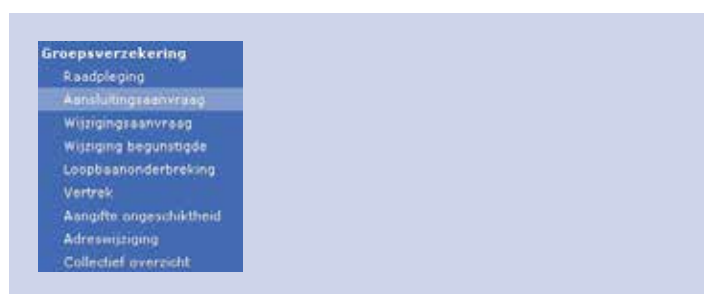 Groepsverzekering
Raadpleging
Aansluitingsaanvraag
Wijzigingsaanvraag
Wijziging begunstigde
Loopbaanonderbreking
Vertrek
Aangifte ongeschiktheid
Adreswijziging
Collectief overzicht